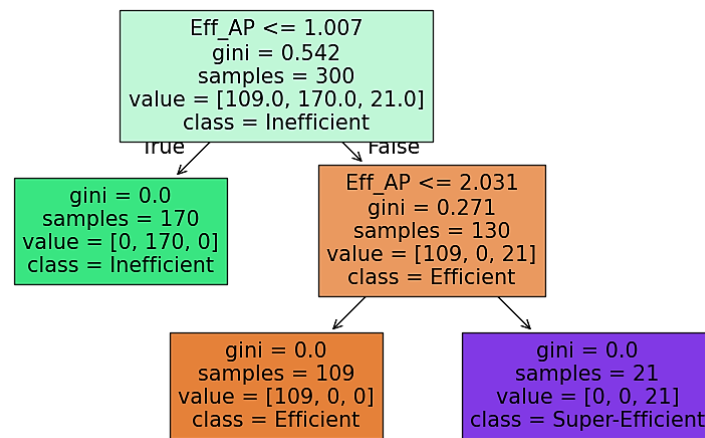 Eff_AP <= 1.007
gini = 0.542
samples = 300
value = [109.0, 170.0, 21.0]
class = Inefficient
True
False
gini = 0.0
samples = 170
value = [0, 170, 0]
class = Inefficient
Eff_AP <= 2.031
gini = 0.271
samples = 130
value = [109, 0, 21]
class = Efficient
gini = 0.0
samples = 109
value = [109, 0, 0]
class = Efficient
gini = 0.0
samples = 21
value = [0, 0, 21]
class = Super-Efficient